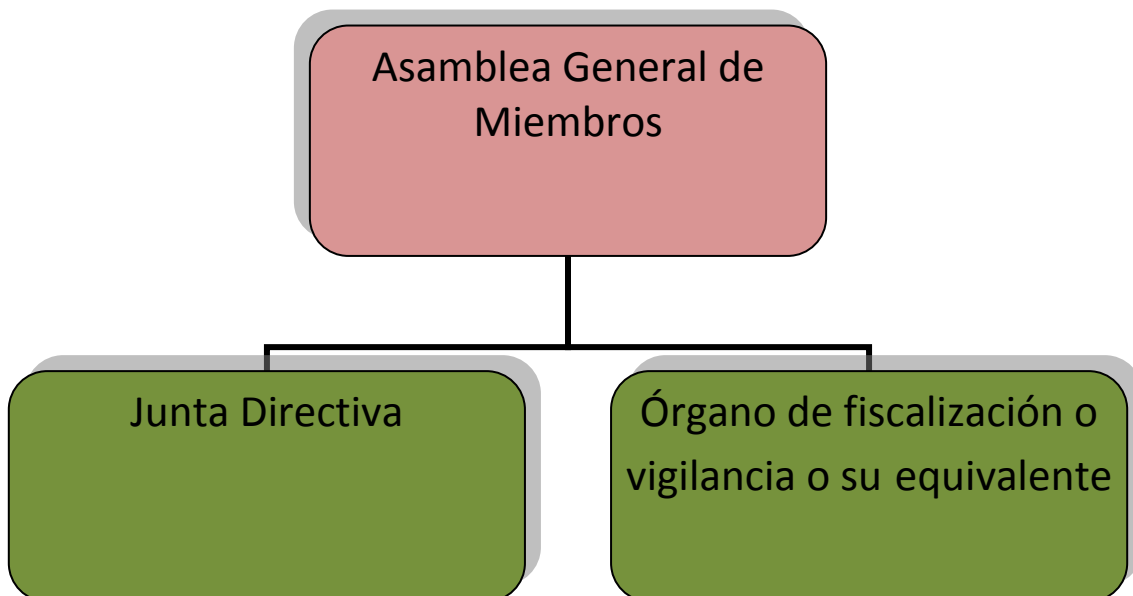 Asamblea General de
Miembros
Junta Directiva
Órgano de fiscalización o
vigilancia o su equivalente